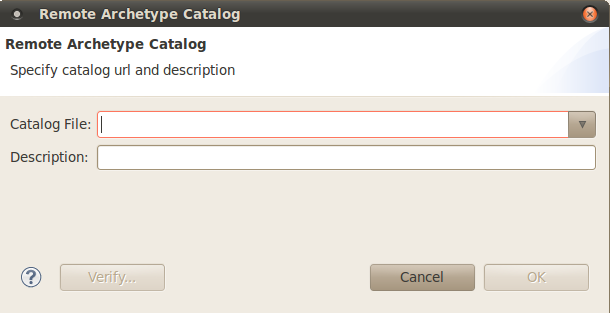 Remote Archetype Catalog
Remote Archetype Catalog
Specify catalog url and description
Catalog File:
Description:
? Verify... Cancel OK